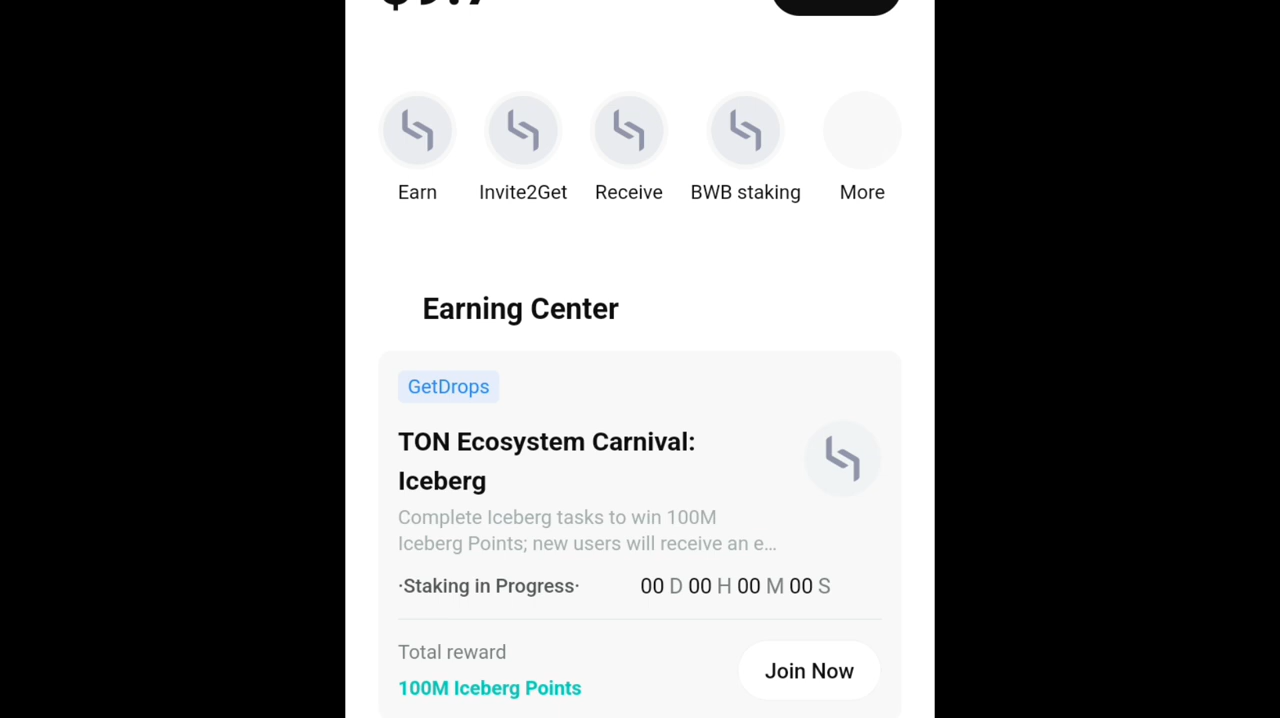 Earn
Invite2Get
Receive
BWB staking
More
Earning Center
GetDrops
TON Ecosystem Carnival:
Iceberg
Complete Iceberg tasks to win 100M
Iceberg Points; new users will receive an e...
·Staking in Progress· 00 D 00 H 00 M 00 S
Total reward
100M Iceberg Points
Join Now